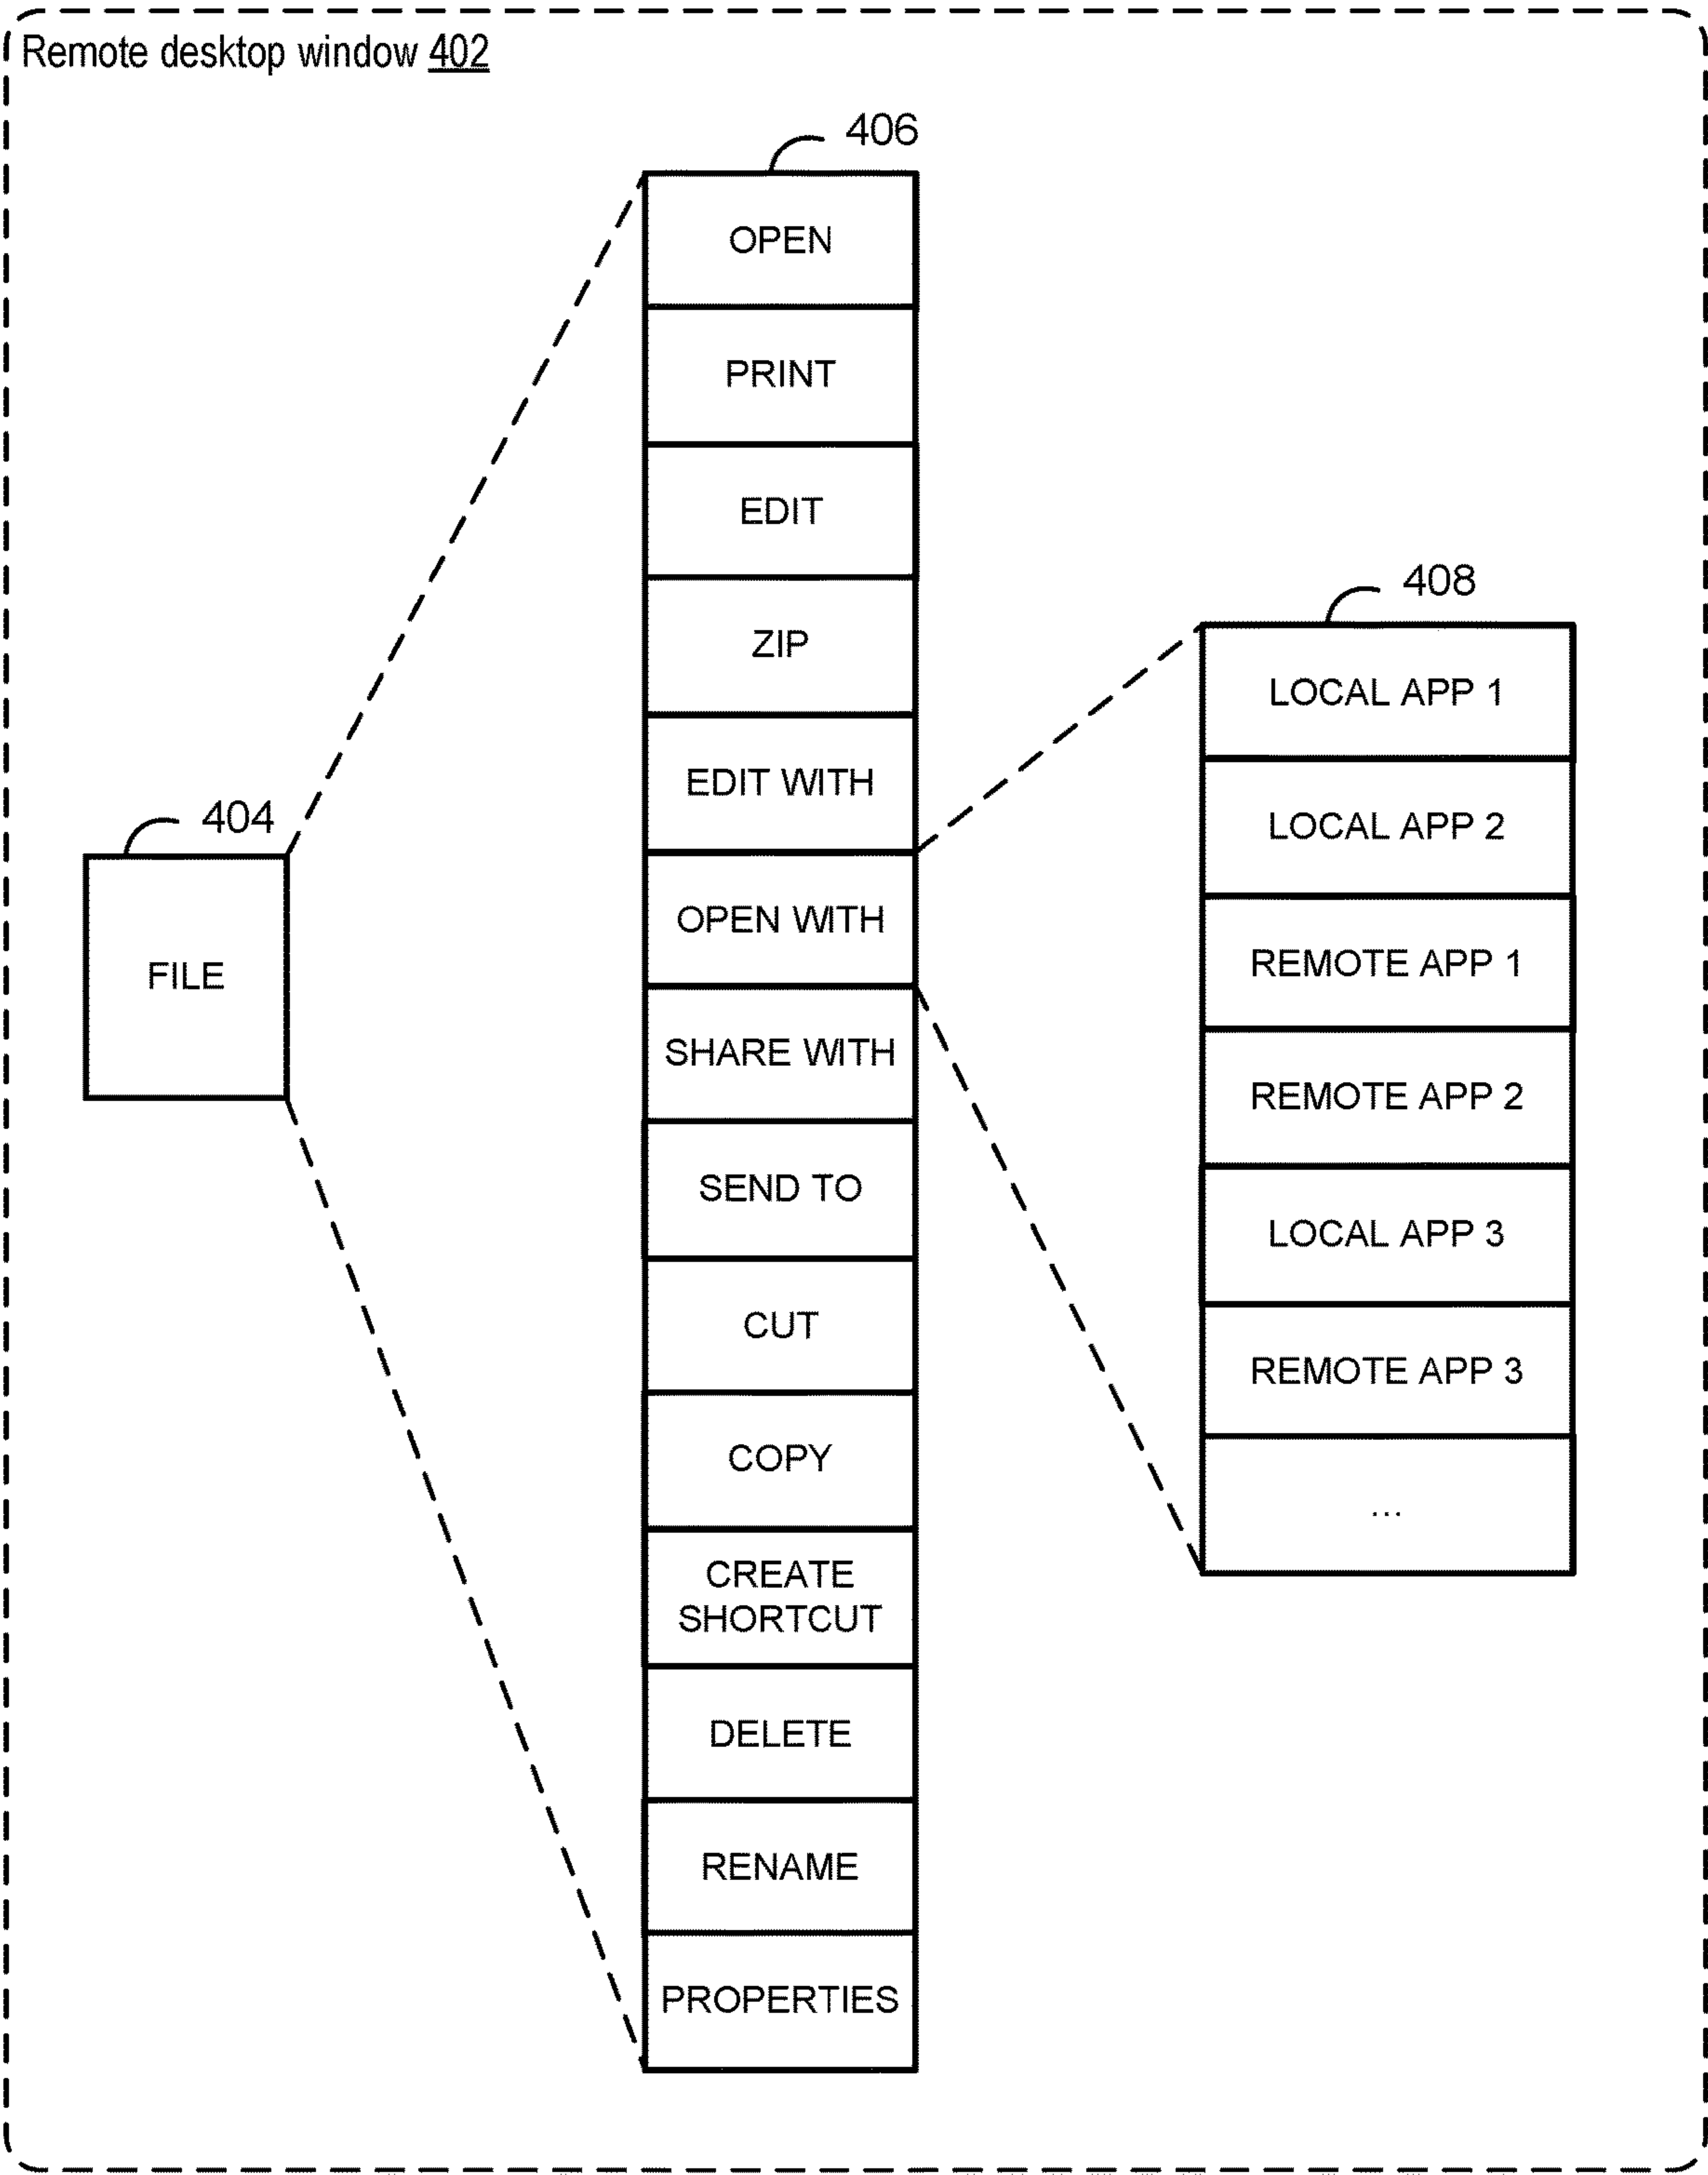 Remote desktop window 402
406
OPEN
PRINT
EDIT
ZIP
EDIT WITH
OPEN WITH
SHARE WITH
SEND TO
CUT
COPY
CREATE
SHORTCUT
DELETE
RENAME
PROPERTIES
404
FILE
408
LOCAL APP 1
LOCAL APP 2
REMOTE APP 1
REMOTE APP 2
LOCAL APP 3
REMOTE APP 3
...